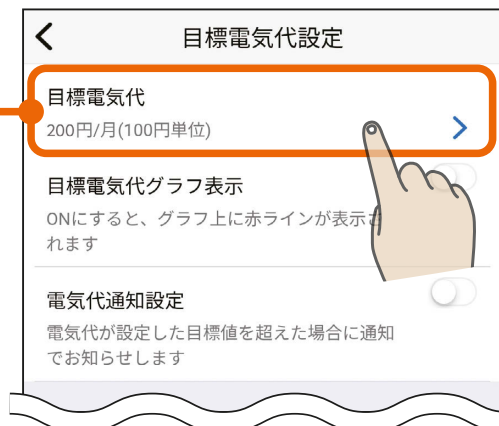 目標電気代設定
目標電気代
200円/月(100円単位)
目標電気代グラフ表示
ONにすると、グラフ上に赤ラインが表示さ
れます
電気代通知設定
電気代が設定した目標値を超えた場合に通知
でお知らせします